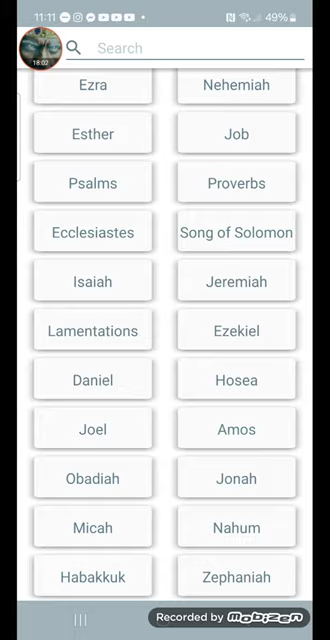 11:11
49%
18:02
Search
Ezra
Nehemiah
Esther
Job
Psalms
Proverbs
Ecclesiastes
Song of Solomon
Isaiah
Jeremiah
Lamentations
Ezekiel
Daniel
Hosea
Joel
Amos
Obadiah
Jonah
Micah
Nahum
Habakkuk
Zephaniah
Recorded by mobizen